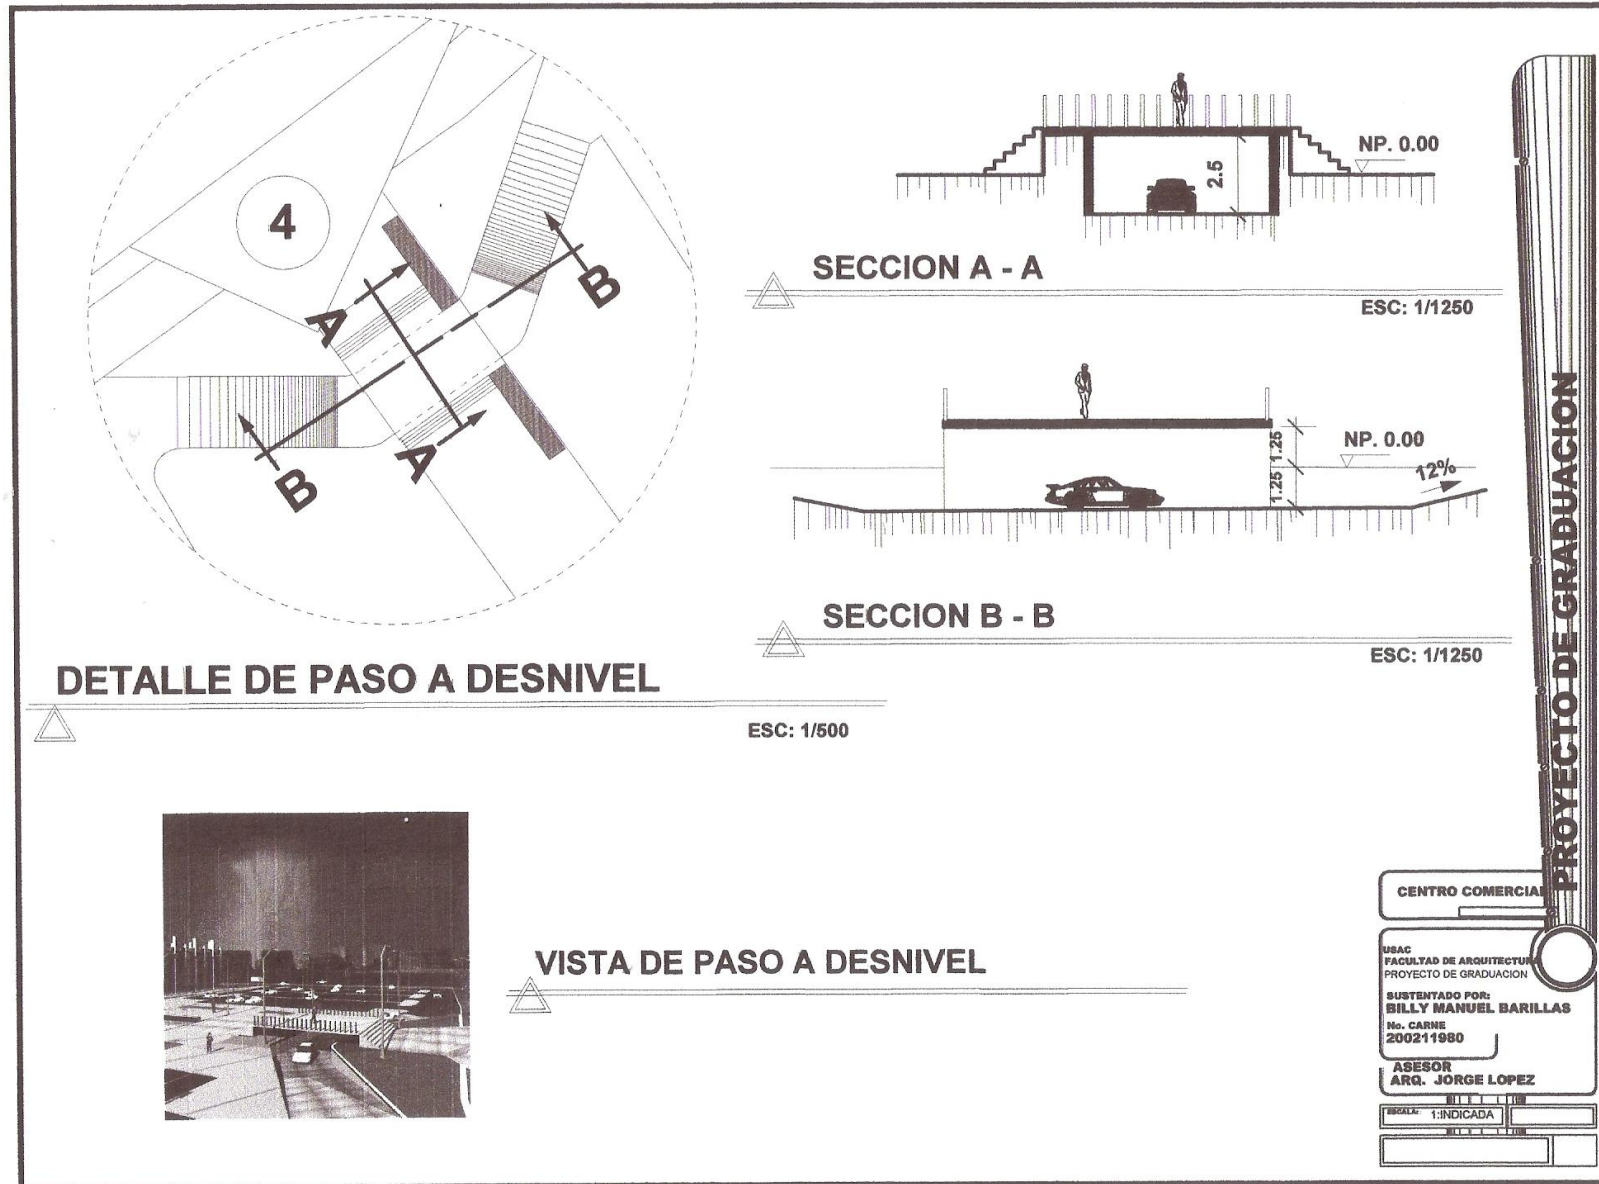 4
A
A
B
B
DETALLE DE PASO A DESNIVEL
ESC: 1/500
NP. 0.00
2.5
SECCION A - A
ESC: 1/1250
NP. 0.00
1.25
1.25
12%
SECCION B - B
ESC: 1/1250
VISTA DE PASO A DESNIVEL
PROYECTO DE GRADUACION
CENTRO COMERCIAL
USAC
FACULTAD DE ARQUITECTURA
PROYECTO DE GRADUACION
SUSTENTADO POR:
BILLY MANUEL BARILLAS
No. CARNE
200211980
ASESOR
ARQ. JORGE LOPEZ
ESCALA: 1:INDICADA